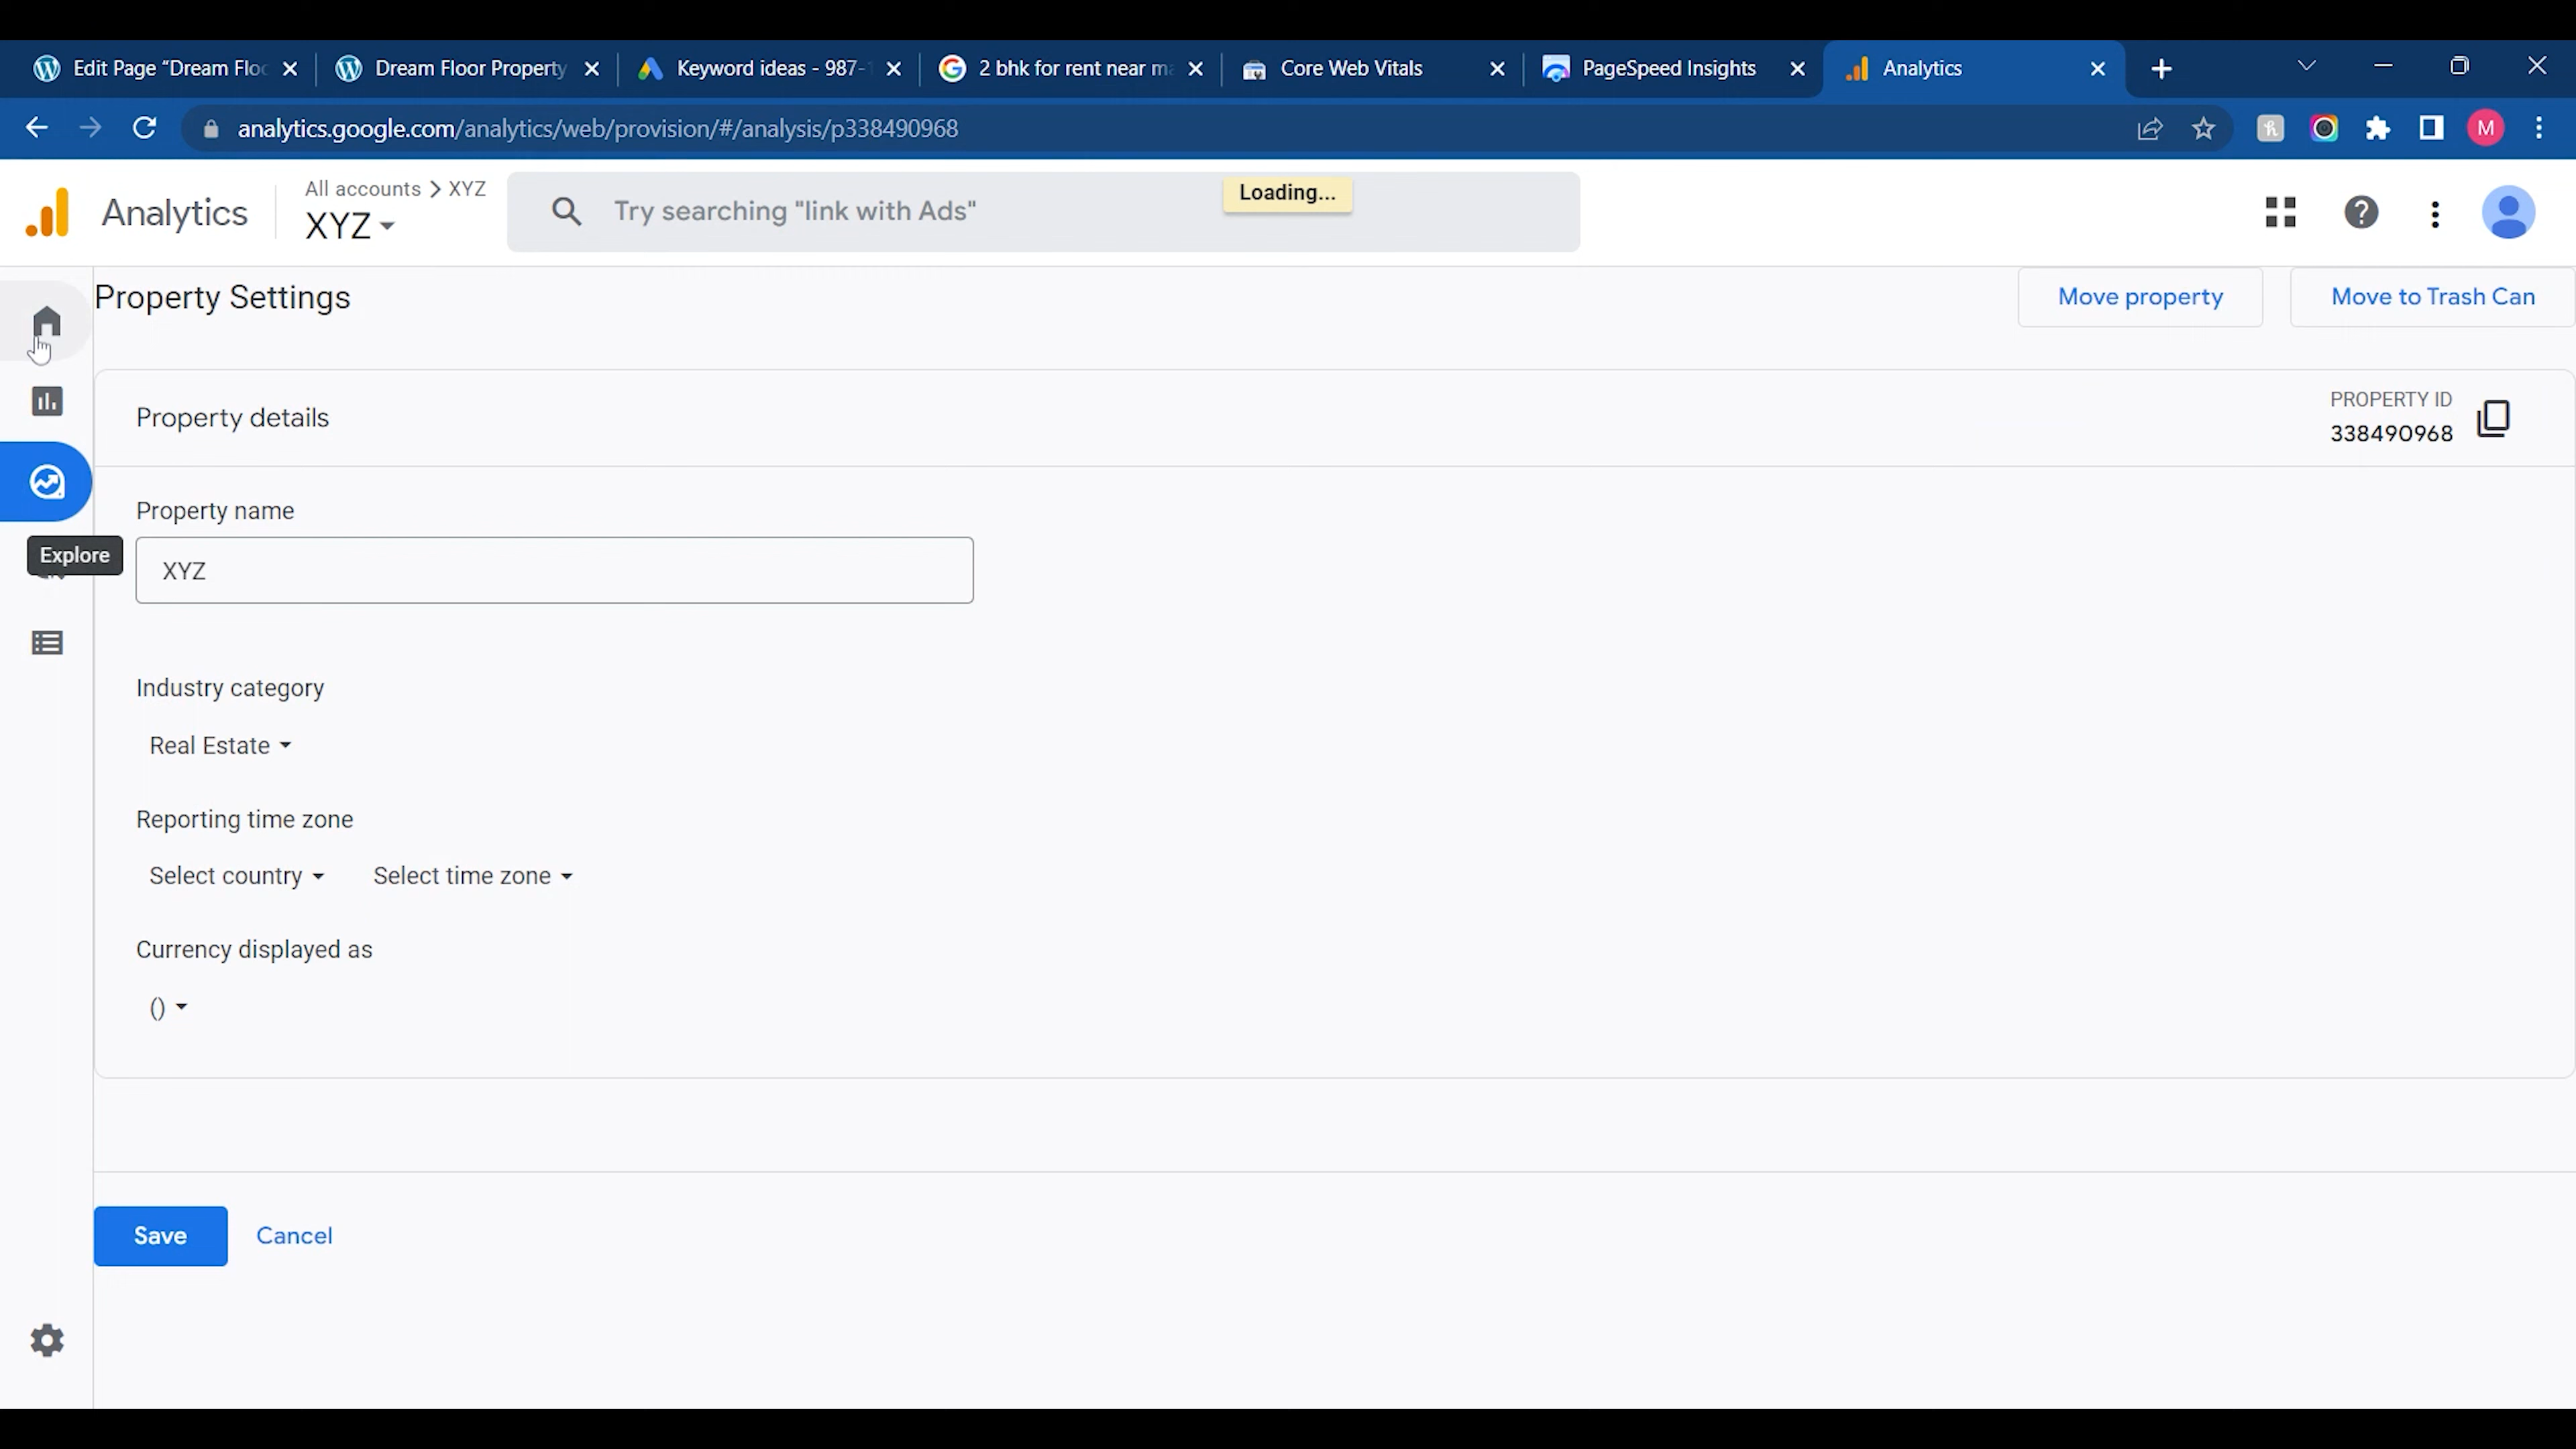 Edit Page “Dream Floo
Dream Floor Property
Keyword ideas - 987-1
2 bhk for rent near ma
Core Web Vitals
PageSpeed Insights
Analytics
analytics.google.com/analytics/web/provision/#/analysis/p338490968
M
Analytics
All accounts > XYZ
XYZ
Try searching "link with Ads"
Loading...
Property Settings
Move property
Move to Trash Can
Property details
PROPERTY ID
338490968
Property name
Explore
XYZ
Industry category
Real Estate
Reporting time zone
Select country
Select time zone
Currency displayed as
()
Save
Cancel